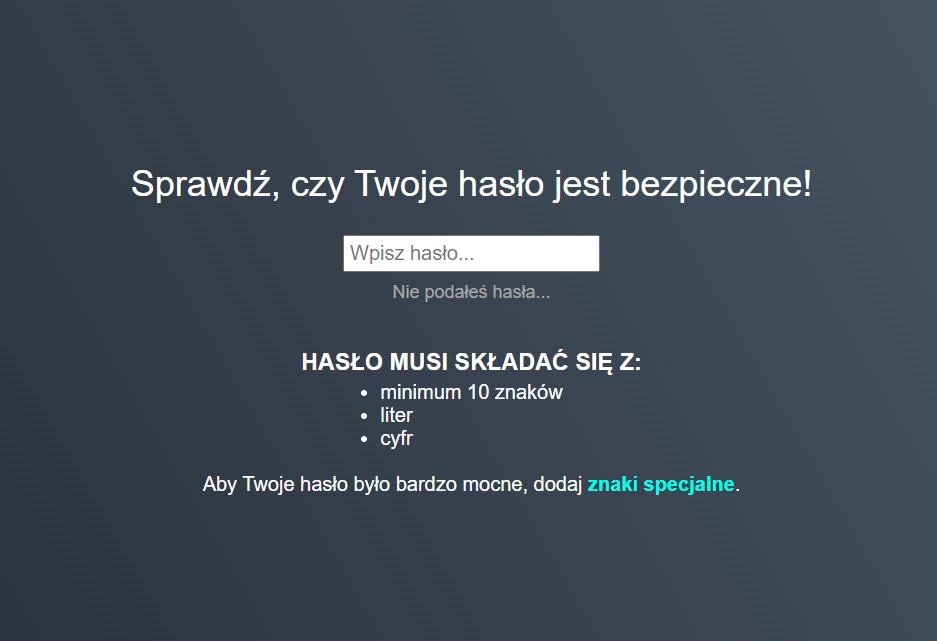 Sprawdź, czy Twoje hasło jest bezpieczne!
Wpisz hasło...
Nie podałeś hasła...
HASŁO MUSI SKŁADAĆ SIĘ Z:
• minimum 10 znaków
• liter
• cyfr
Aby Twoje hasło było bardzo mocne, dodaj znaki specjalne.